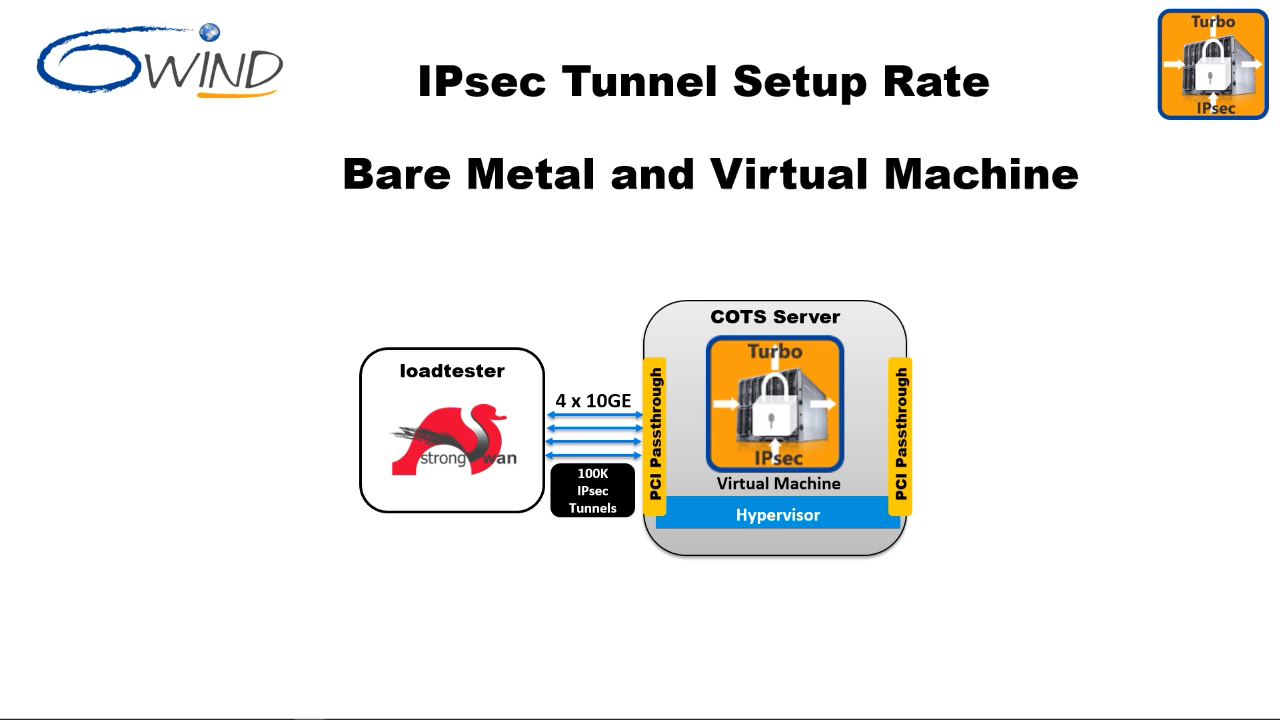 6WIND
Turbo
IPsec
IPsec Tunnel Setup Rate
Bare Metal and Virtual Machine
loadtester
strongSwan
4 x 10GE
100K
IPsec
Tunnels
COTS Server
PCI Passthrough
Turbo
IPsec
Virtual Machine
Hypervisor
PCI Passthrough